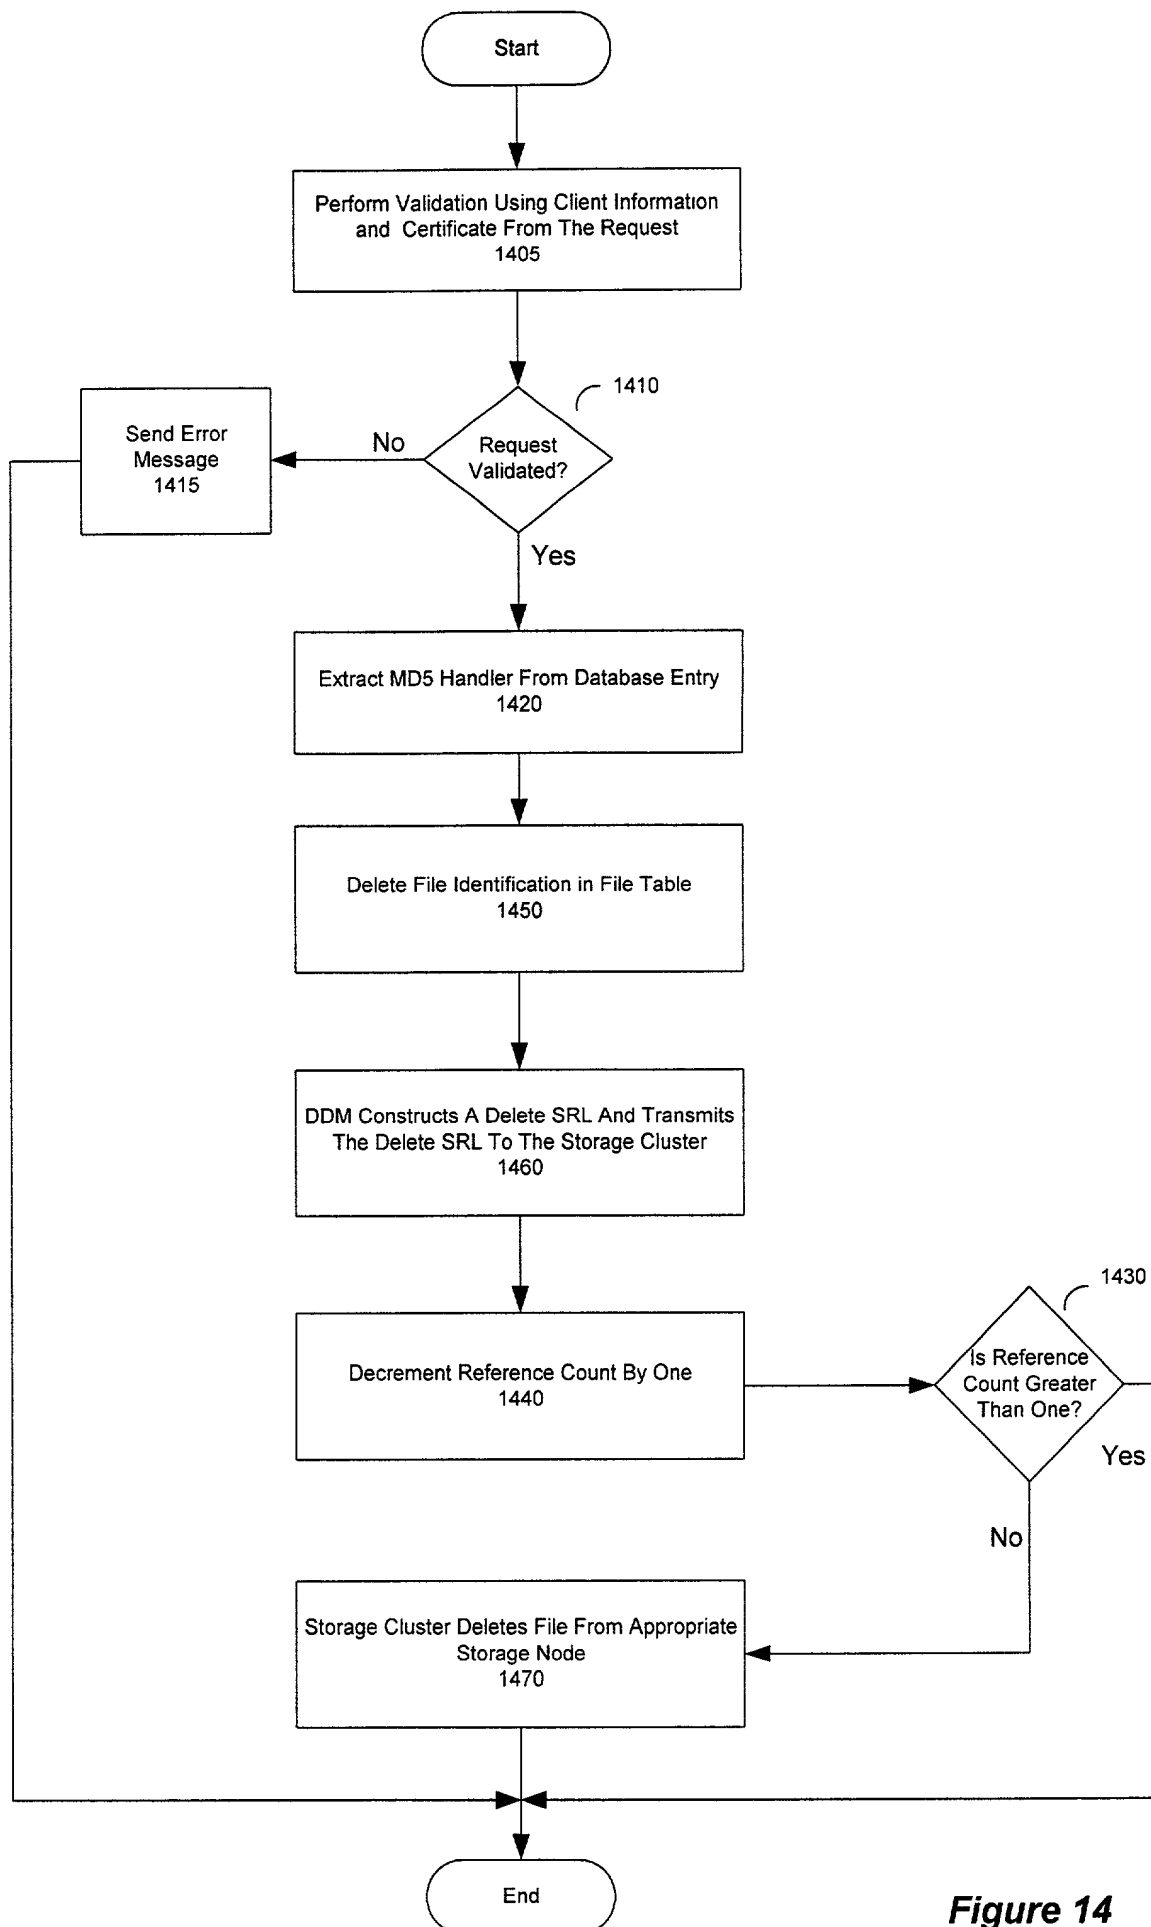 Start
Perform Validation Using Client Information
and Certificate From The Request
1405
1410
Request
Validated?
No
Send Error
Message
1415
Yes
Extract MD5 Handler From Database Entry
1420
Delete File Identification in File Table
1450
DDM Constructs A Delete SRL And Transmits
The Delete SRL To The Storage Cluster
1460
Decrement Reference Count By One
1440
1430
Is Reference
Count Greater
Than One?
Yes
No
Storage Cluster Deletes File From Appropriate
Storage Node
1470
End
Figure 14